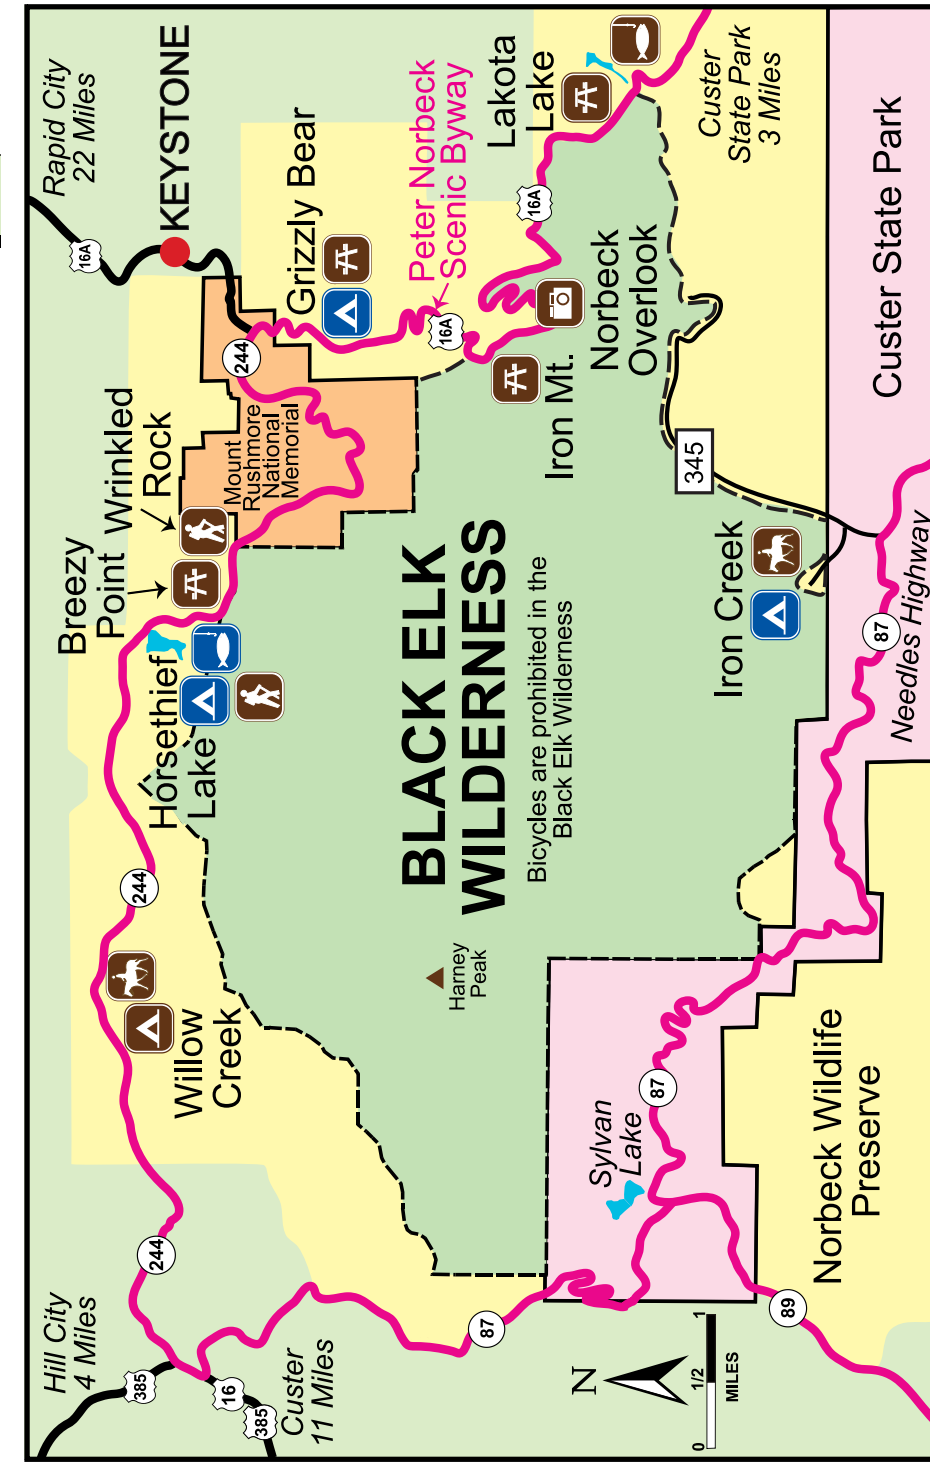 Hill City
4 Miles
385
16
385
Custer
11 Miles
244
Willow
Creek
244
Horsethief
Lake
Breezy
Point
Wrinkled
Rock
Mount
Rushmore
National
Memorial
244
KEYSTONE
Rapid City
22 Miles
16A
Grizzly Bear
Peter Norbeck
Scenic Byway
16A
Lakota
Lake
16A
Custer
State Park
3 Miles
Iron Mt.
Norbeck
Overlook
BLACK ELK
WILDERNESS
Bicycles are prohibited in the
Black Elk Wilderness
Harney
Peak
345
Iron Creek
Custer State Park
87
Needles Highway
87
Sylvan
Lake
87
89
Norbeck Wildlife
Preserve
N
0 1/2 1
MILES